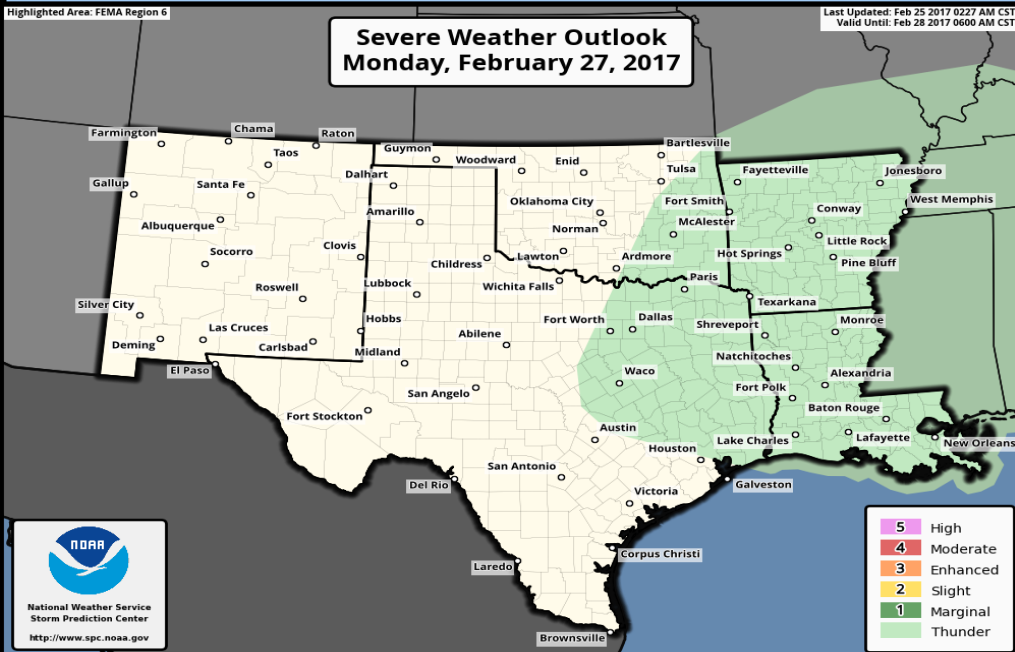 Highlighted Area: FEMA Region 6
Last Updated: Feb 25 2017 0227 AM CST
Valid Until: Feb 28 2017 0600 AM CST
Severe Weather Outlook
Monday, February 27, 2017
Farmington
Chama
Raton
Taos
Guymon
Woodward
Enid
Bartlesville
Tulsa
Fayetteville
Jonesboro
Gallup
Santa Fe
Dalhart
Oklahoma City
Fort Smith
West Memphis
Albuquerque
Amarillo
Norman
McAlester
Conway
Socorro
Clovis
Childress
Lawton
Ardmore
Hot Springs
Little Rock
Pine Bluff
Roswell
Lubbock
Wichita Falls
Paris
Texarkana
Silver City
Las Cruces
Hobbs
Abilene
Fort Worth
Dallas
Shreveport
Monroe
Deming
Carlsbad
Midland
Natchitoches
El Paso
San Angelo
Waco
Fort Polk
Alexandria
Fort Stockton
Austin
Baton Rouge
Houston
Lake Charles
Lafayette
New Orleans
San Antonio
Del Rio
Victoria
Galveston
Corpus Christi
Laredo
Brownsville
NOAA
National Weather Service
Storm Prediction Center
http://www.spc.noaa.gov
5 High
4 Moderate
3 Enhanced
2 Slight
1 Marginal
Thunder